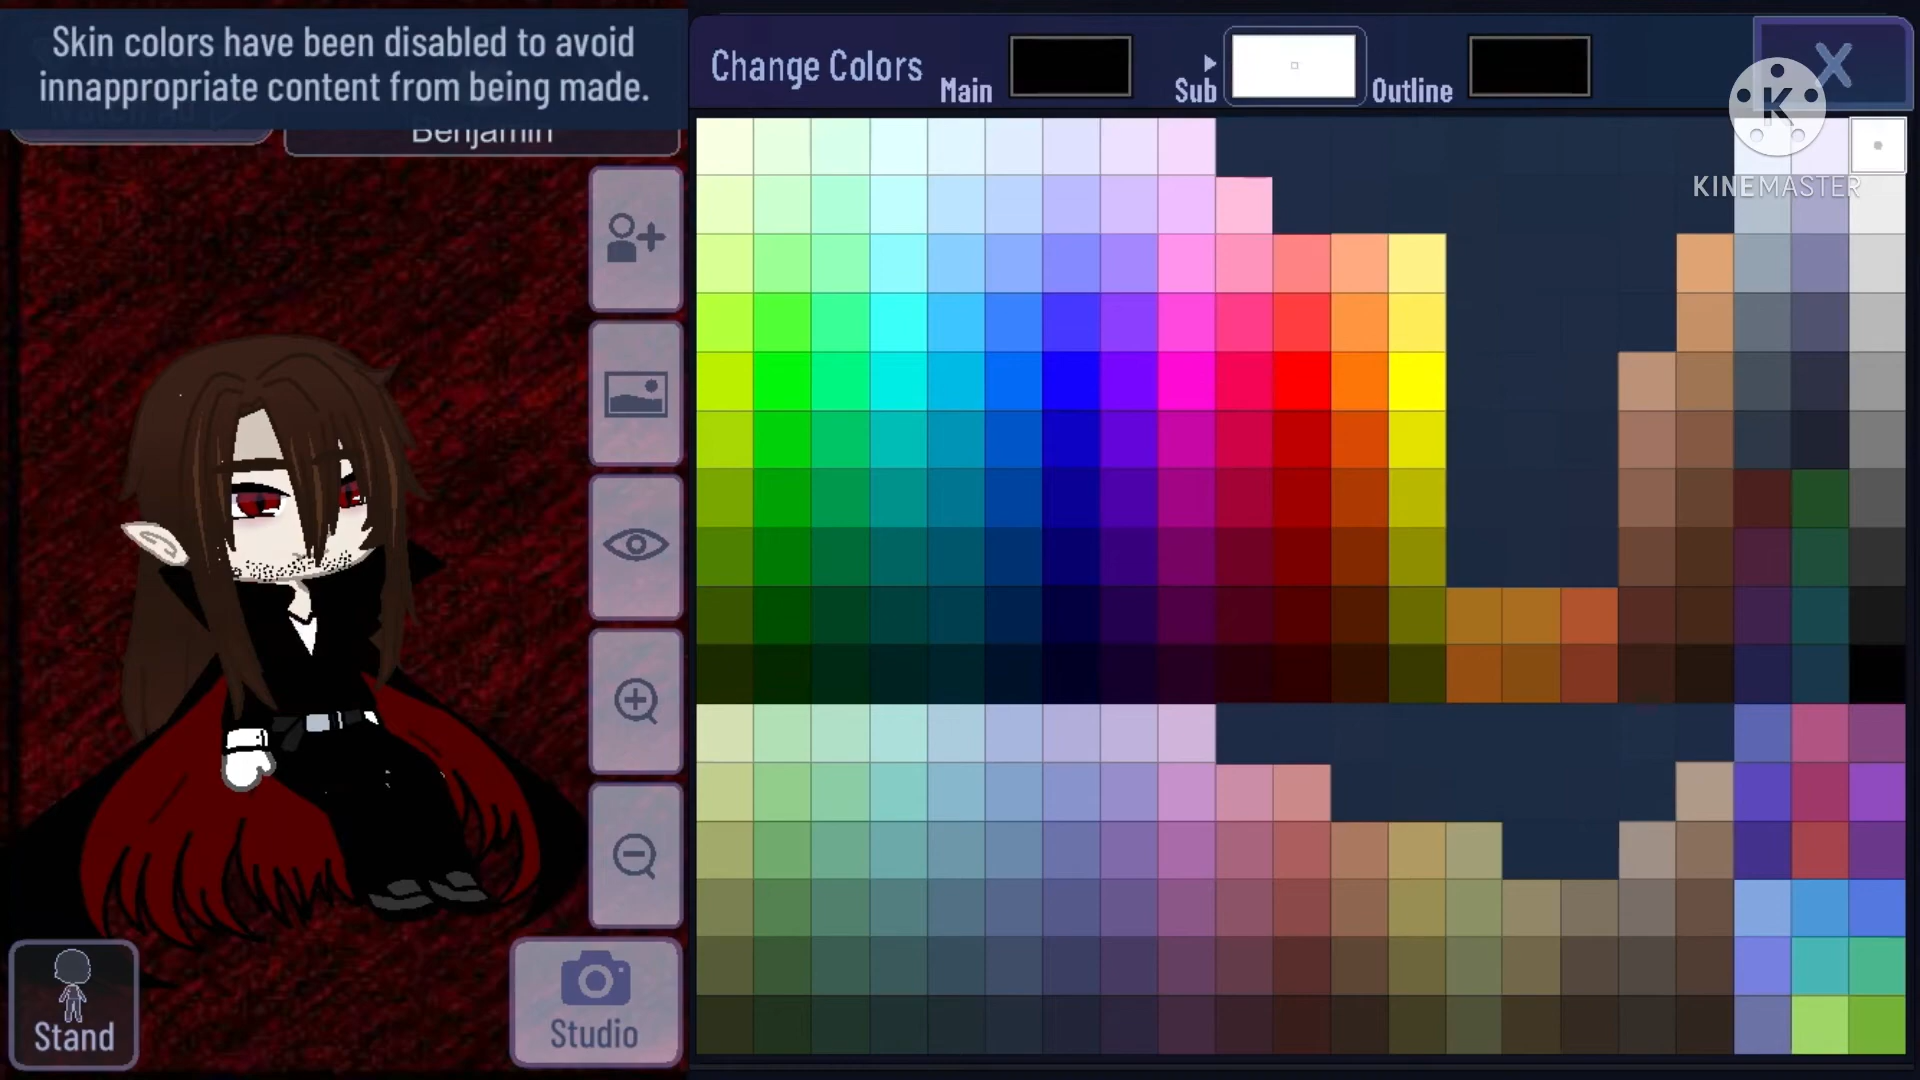 Skin colors have been disabled to avoid
innappropriate content from being made.
Benjamin
Change Colors
Main
Sub
Outline
X
K
KINEMASTER
Stand
Studio